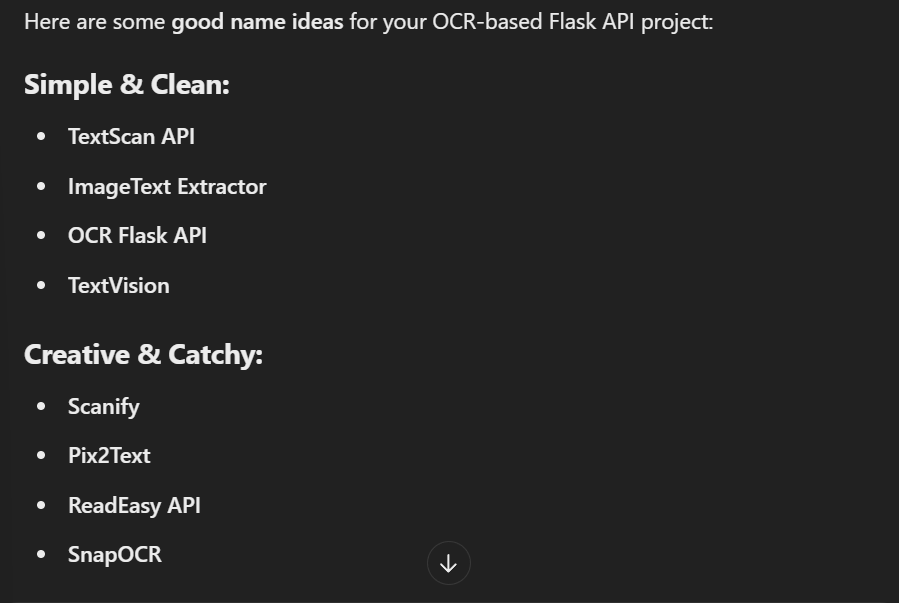 Here are some good name ideas for your OCR-based Flask API project:
Simple & Clean:
• TextScan API
• ImageText Extractor
• OCR Flask API
• TextVision
Creative & Catchy:
• Scanify
• Pix2Text
• ReadEasy API
• SnapOCR